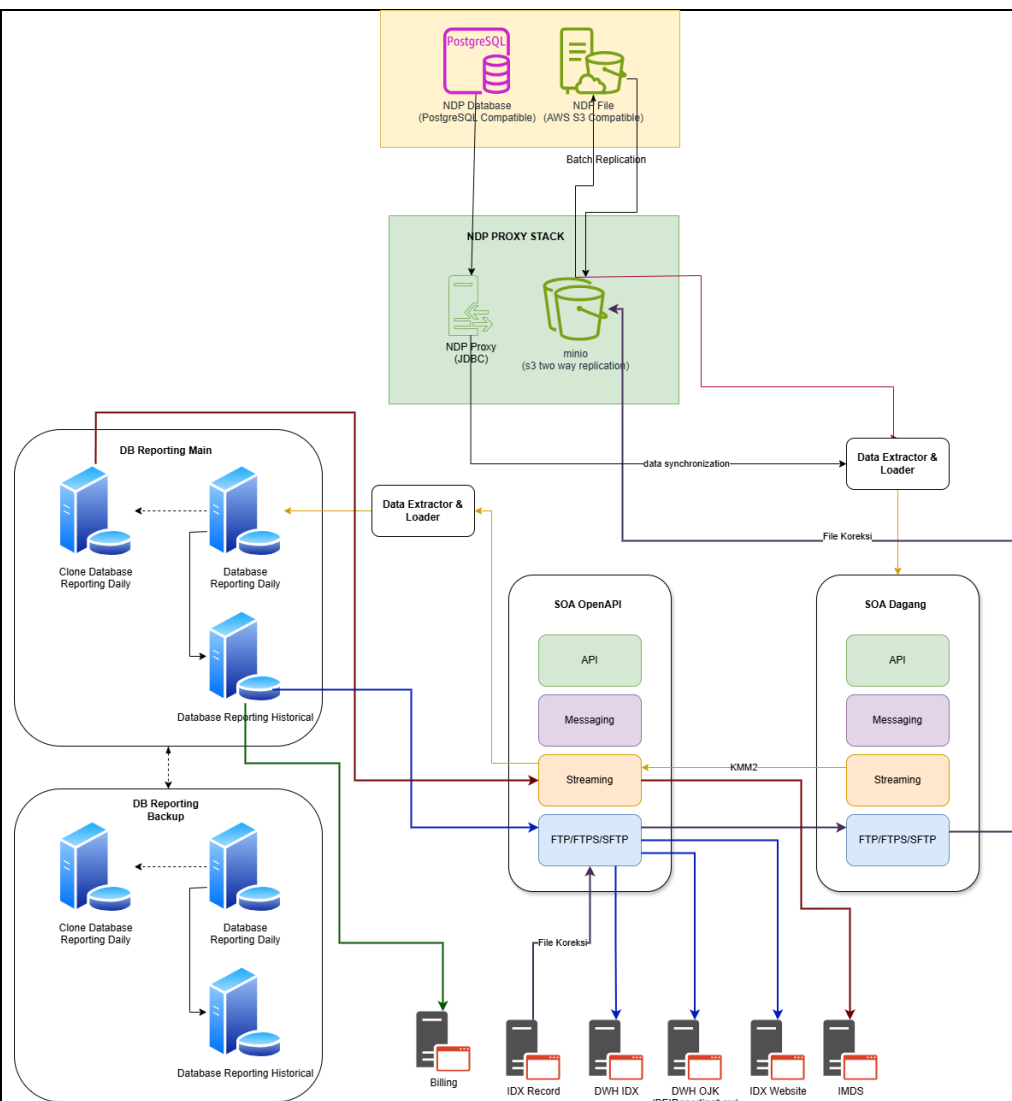 PostgreSQL
NDP Database
(PostgreSQL Compatible)
NDP File
(AWS S3 Compatible)
Batch Replication
NDP PROXY STACK
NDP Proxy
(JDBC)
minio
(s3 two way replication)
DB Reporting Main
Clone Database
Reporting Daily
Database
Reporting Daily
Database Reporting Historical
Data Extractor &
Loader
data synchronization
Data Extractor &
Loader
File Koreksi
SOA OpenAPI
API
Messaging
Streaming
FTP/FTPS/SFTP
KMM2
SOA Dagang
API
Messaging
Streaming
FTP/FTPS/SFTP
DB Reporting
Backup
Clone Database
Reporting Daily
Database
Reporting Daily
Database Reporting Historical
File Koreksi
Billing
IDX Record
DWH IDX
DWH OJK
IDX Website
IMDS